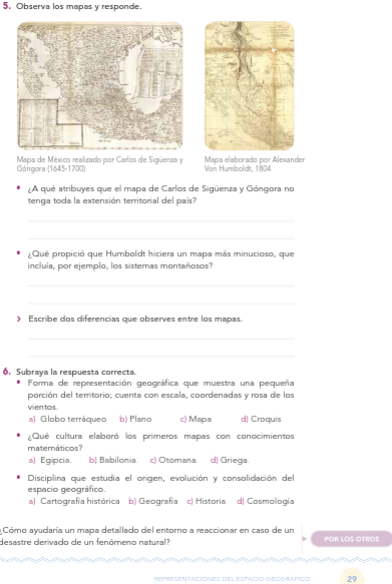 5. Observa los mapas y responde.
Mapa de México realizado por Carlos de Sigüenza y
Góngora (1645-1700)
Mapa elaborado por Alexander
Von Humboldt, 1804
• ¿A qué atribuyes que el mapa de Carlos de Sigüenza y Góngora no
tenga toda la extensión territorial del país?
• ¿Qué propició que Humboldt hiciera un mapa más minucioso, que
incluía, por ejemplo, los sistemas montañosos?
› Escribe dos diferencias que observes entre los mapas.
6. Subraya la respuesta correcta.
• Forma de representación geográfica que muestra una pequeña
porción del territorio; cuenta con escala, coordenadas y rosa de los
vientos.
a) Globo terráqueo b) Plano c) Mapa d) Croquis
• ¿Qué cultura elaboró los primeros mapas con conocimientos
matemáticos?
a) Egipcia. b) Babilonia. c) Otomana. d) Griega.
• Disciplina que estudia el origen, evolución y consolidación del
espacio geográfico.
a) Cartografía histórica b) Geografía c) Historia d) Cosmología
¿Cómo ayudaría un mapa detallado del entorno a reaccionar en caso de un
desastre derivado de un fenómeno natural?
POR LOS OTROS
REPRESENTACIONES DEL ESPACIO GEOGRÁFICO 29